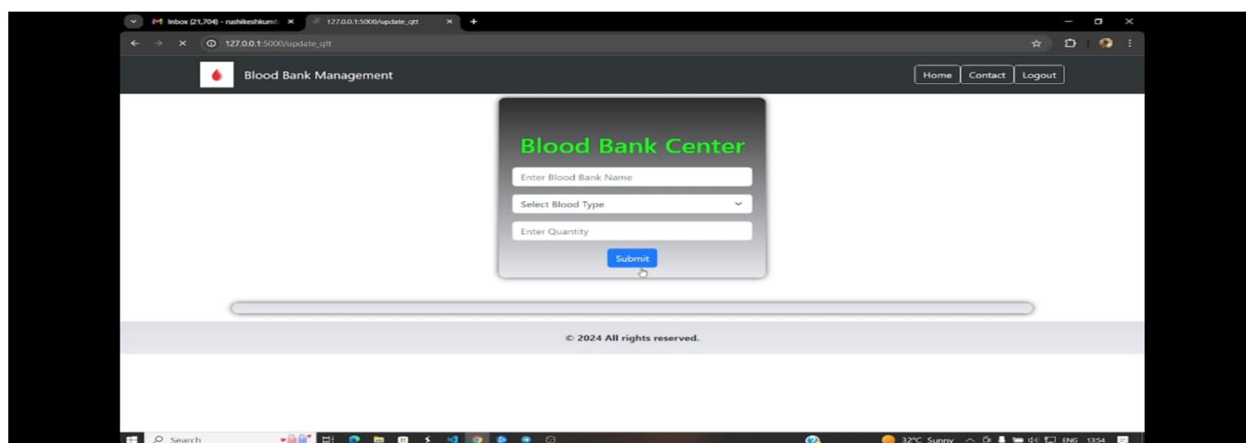 Inbox (21,704) - rushikeshkumb
127.0.0.1:5000/update_qtt
127.0.0.1:5000/update_qtt
Blood Bank Management
Home
Contact
Logout
Blood Bank Center
Enter Blood Bank Name
Select Blood Type
Enter Quantity
Submit
© 2024 All rights reserved.
Search
32°C Sunny
ENG
1354